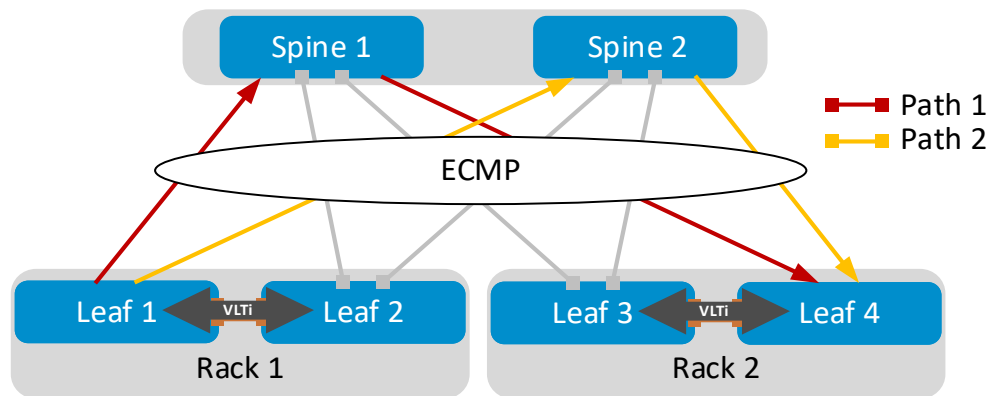 Spine 1
Spine 2
Path 1
Path 2
ECMP
Leaf 1
VLTi
Leaf 2
Leaf 3
VLTi
Leaf 4
Rack 1
Rack 2